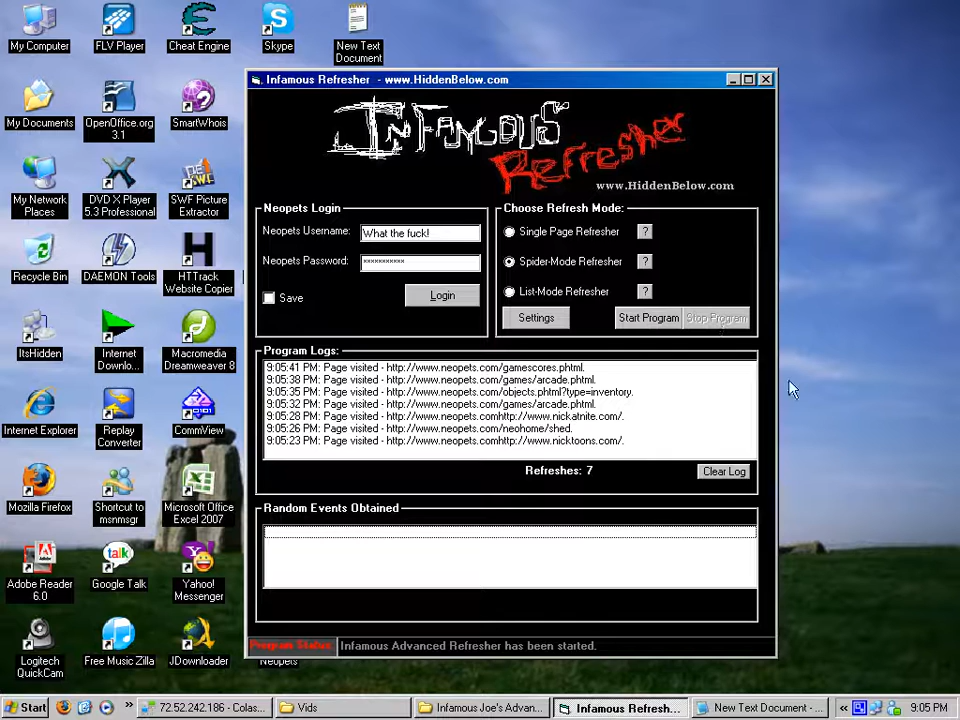 My Computer
FLV Player
Cheat Engine
Skype
New Text
Document
Infamous Refresher - www.HiddenBelow.com
InFamous
Refresher
www.HiddenBelow.com
My Documents
OpenOffice.org
3.1
SmartWhois
My Network
Places
DVD X Player
5.3 Professional
SWF Picture
Extractor
Recycle Bin
DAEMON Tools
HTTrack
Website Copier
ItsHidden
Internet
Downlo...
Macromedia
Dreamweaver 8
Internet Explorer
Replay
Converter
CommView
Mozilla Firefox
Shortcut to
msnmsgr
Microsoft Office
Excel 2007
Adobe Reader
6.0
Google Talk
Yahoo!
Messenger
Logitech
QuickCam
Free Music Zilla
JDownloader
Neopets
Neopets Login
Neopets Username:
What the fuck!
Neopets Password:
***********
Save
Login
Choose Refresh Mode:
Single Page Refresher
?
Spider-Mode Refresher
?
List-Mode Refresher
?
Settings
Start Program
Stop Program
Program Logs:
9:05:41 PM: Page visited - http://www.neopets.com/gamescores.phtml.
9:05:38 PM: Page visited - http://www.neopets.com/games/arcade.phtml.
9:05:35 PM: Page visited - http://www.neopets.com/objects.phtml?type=inventory.
9:05:32 PM: Page visited - http://www.neopets.com/games/arcade.phtml.
9:05:28 PM: Page visited - http://www.neopets.comhttp://www.nickatnite.com/.
9:05:26 PM: Page visited - http://www.neopets.com/neohome/shed.
9:05:23 PM: Page visited - http://www.neopets.comhttp://www.nicktoons.com/.
Refreshes: 7
Clear Log
Random Events Obtained
Program Status:
Infamous Advanced Refresher has been started.
Start
72.52.242.186 - Colas...
Vids
Infamous Joe's Advan...
Infamous Refresh...
New Text Document - ...
9:05 PM